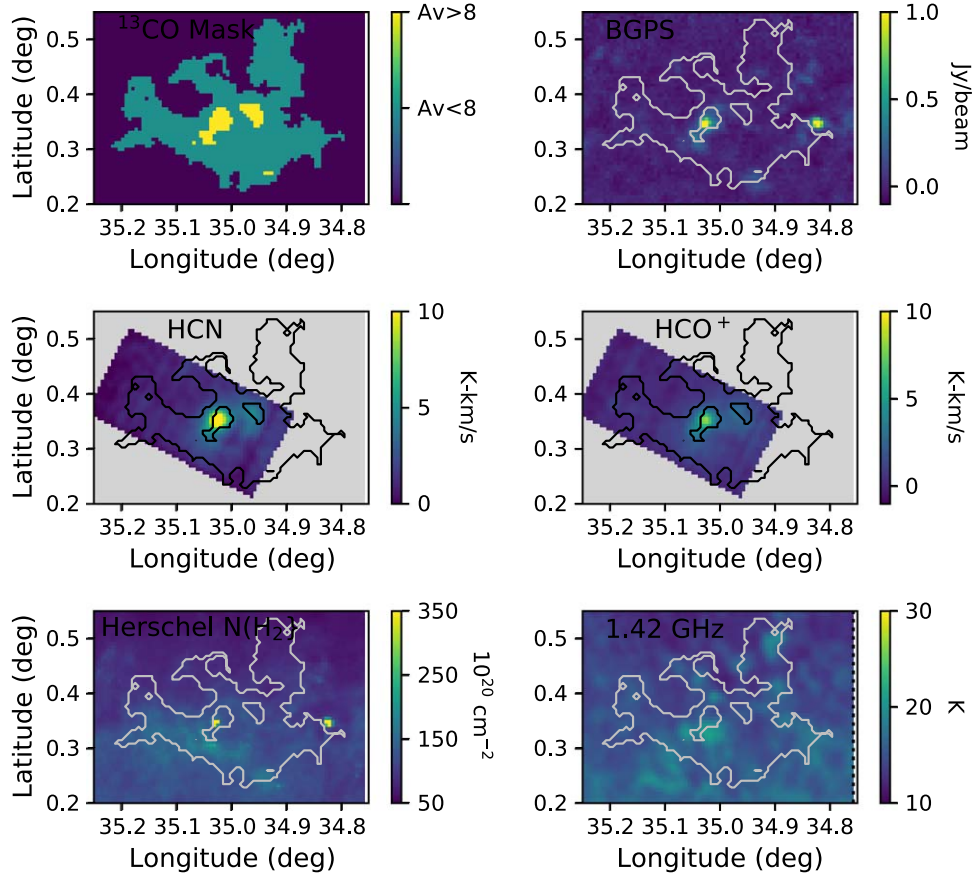 ¹³CO Mask
Latitude (deg)
0.5
0.4
0.3
0.2
35.2 35.1 35.0 34.9 34.8
Longitude (deg)
Av>8
Av<8
BGPS
0.5
0.4
0.3
0.2
35.2 35.1 35.0 34.9 34.8
Longitude (deg)
1.0
0.5
0.0
Jy/beam
HCN
Latitude (deg)
0.5
0.4
0.3
0.2
35.2 35.1 35.0 34.9 34.8
Longitude (deg)
10
5
0
K-km/s
HCO⁺
0.5
0.4
0.3
0.2
35.2 35.1 35.0 34.9 34.8
Longitude (deg)
10
5
0
K-km/s
Herschel N(H₂)
Latitude (deg)
0.5
0.4
0.3
0.2
35.2 35.1 35.0 34.9 34.8
Longitude (deg)
350
250
150
50
10²⁰ cm⁻²
1.42 GHz
0.5
0.4
0.3
0.2
35.2 35.1 35.0 34.9 34.8
Longitude (deg)
30
20
10
K